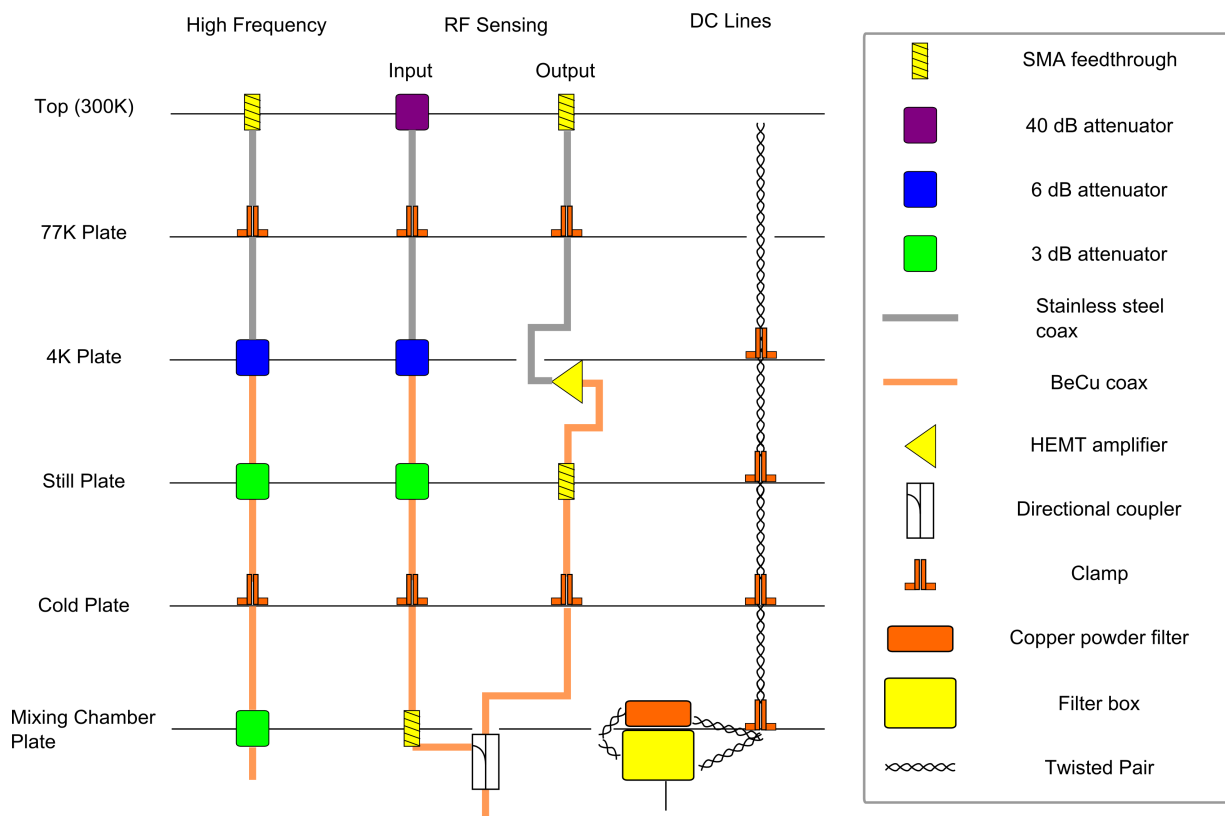 High Frequency
RF Sensing
DC Lines
Input
Output
Top (300K)
77K Plate
4K Plate
Still Plate
Cold Plate
Mixing Chamber
Plate
SMA feedthrough
40 dB attenuator
6 dB attenuator
3 dB attenuator
Stainless steel
coax
BeCu coax
HEMT amplifier
Directional coupler
Clamp
Copper powder filter
Filter box
Twisted Pair